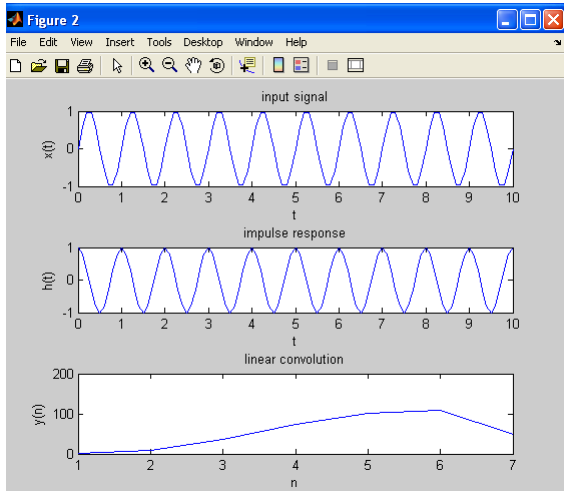 Figure 2
File Edit View Insert Tools Desktop Window Help
input signal
1
0
-1
x(t)
0 1 2 3 4 5 6 7 8 9 10
t
impulse response
1
0
-1
h(t)
0 1 2 3 4 5 6 7 8 9 10
t
linear convolution
200
100
0
y(n)
1 2 3 4 5 6 7
n